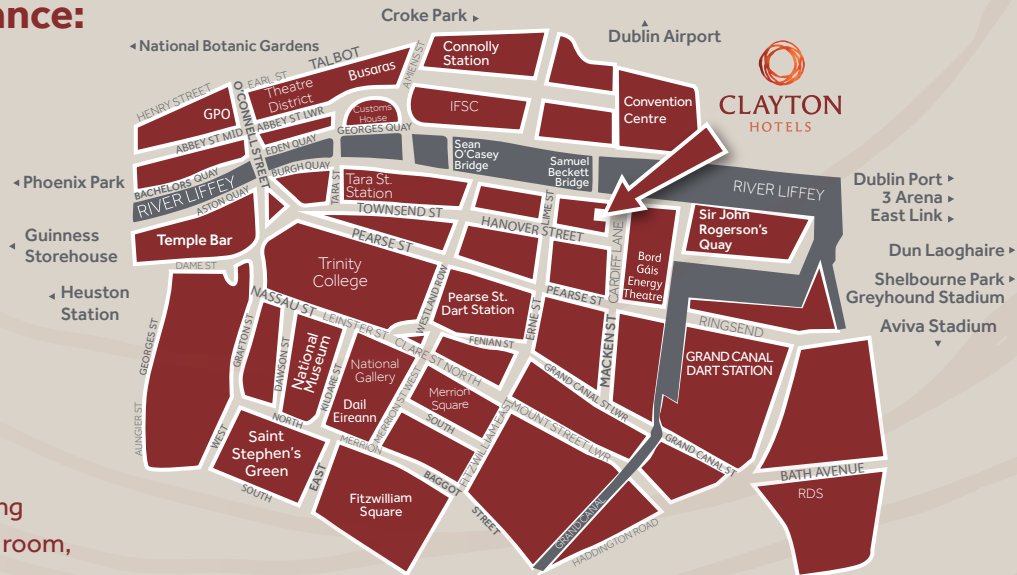 ance:
Croke Park
Dublin Airport
National Botanic Gardens
CLAYTON
HOTELS
TALBOT
Busaras
AMIENS ST
Connolly
Station
HENRY STREET
EARL ST
Theatre
District
GPO
O'CONNELL STREET
ABBEY ST MID
ABBEY ST LWR
Customs
House
IFSC
Convention
Centre
GEORGES QUAY
EDEN QUAY
BURGH QUAY
Sean
O'Casey
Bridge
Samuel
Beckett
Bridge
Phoenix Park
BACHELORS QUAY
RIVER LIFFEY
ASTON QUAY
TARA ST
Tara St.
Station
LIME ST
RIVER LIFFEY
Dublin Port
3 Arena
East Link
TOWNSEND ST
HANOVER STREET
Sir John
Rogerson's
Quay
Guinness
Storehouse
Temple Bar
PEARSE ST
CARDIFF LANE
Dun Laoghaire
DAME ST
Trinity
College
Bord
Gáis
Energy
Theatre
Shelbourne Park
Greyhound Stadium
Heuston
Station
WESTLAND ROW
Pearse St.
Dart Station
PEARSE ST
ERNE ST
NASSAU ST
LEINSTER ST
CLARE ST NORTH
FENIAN ST
RINGSEND
Aviva Stadium
GEORGES ST
GRAFTON ST
DAWSON ST
National
Museum
KILDARE ST
National
Gallery
Dail
Eireann
MERRION ST WEST
Merrion
Square
MACKEN ST
GRAND CANAL
DART STATION
GRAND CANAL ST LWR
MOUNT STREET LWR
AUNGIER ST
NORTH
WEST
Saint
Stephen's
Green
SOUTH
EAST
MERRION
SOUTH
FITZWILLIAM EAST
GRAND CANAL ST
BATH AVENUE
BAGGOT
STREET
Fitzwilliam
Square
RDS
GRAND CANAL
HADDINGTON ROAD
ng
room,